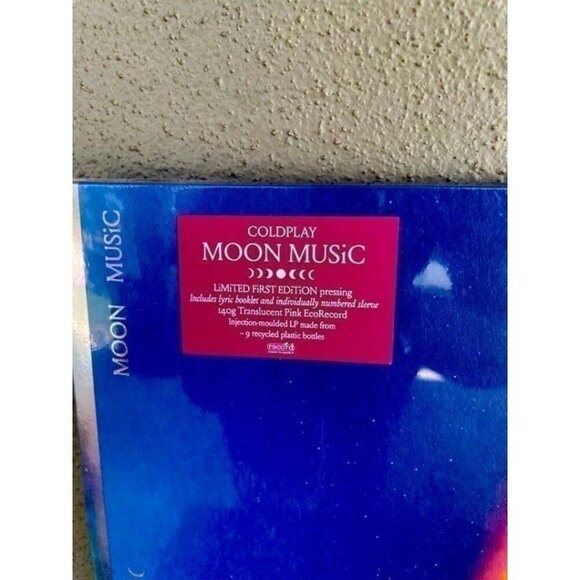 COLDPLAY
MOON MUSiC
LiMiTED FiRST EDiTiON pressing
Includes lyric booklet and individually numbered sleeve
140g Translucent Pink EcoRecord
Injection-moulded LP made from
~ 9 recycled plastic bottles
MOON MUSiC